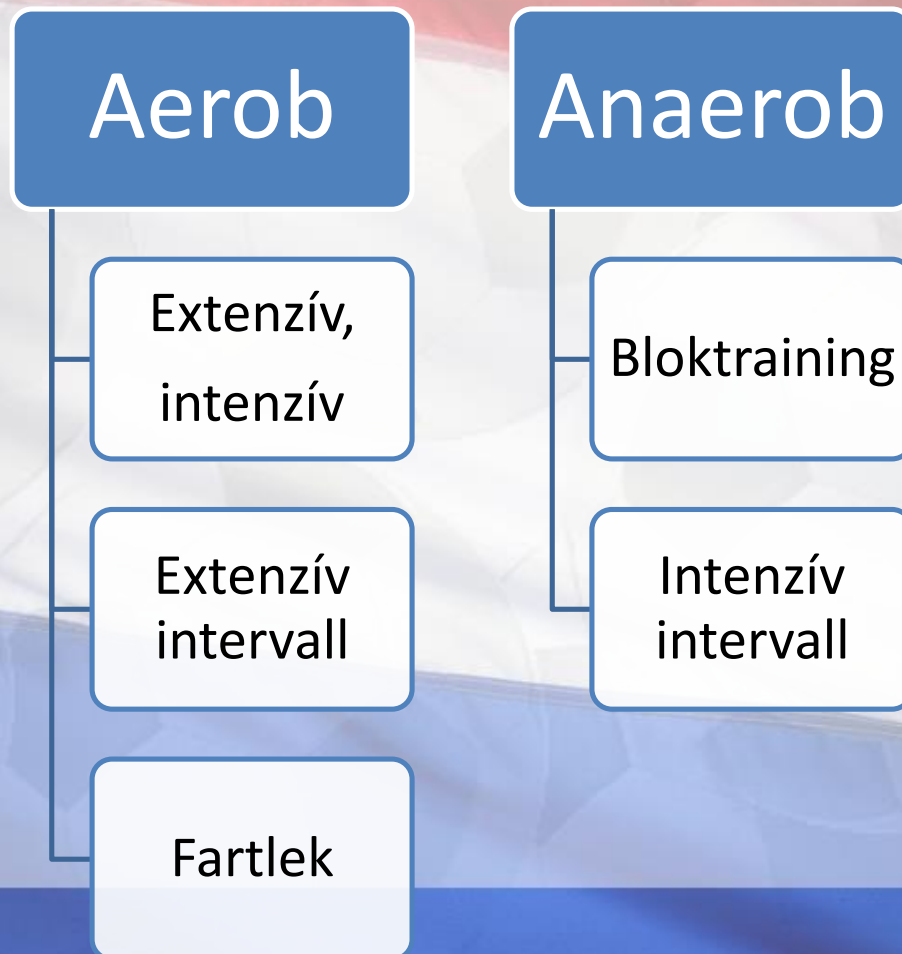 Aerob
Extenzív,
intenzív
Extenzív
intervall
Fartlek
Anaerob
Bloktraining
Intenzív
intervall